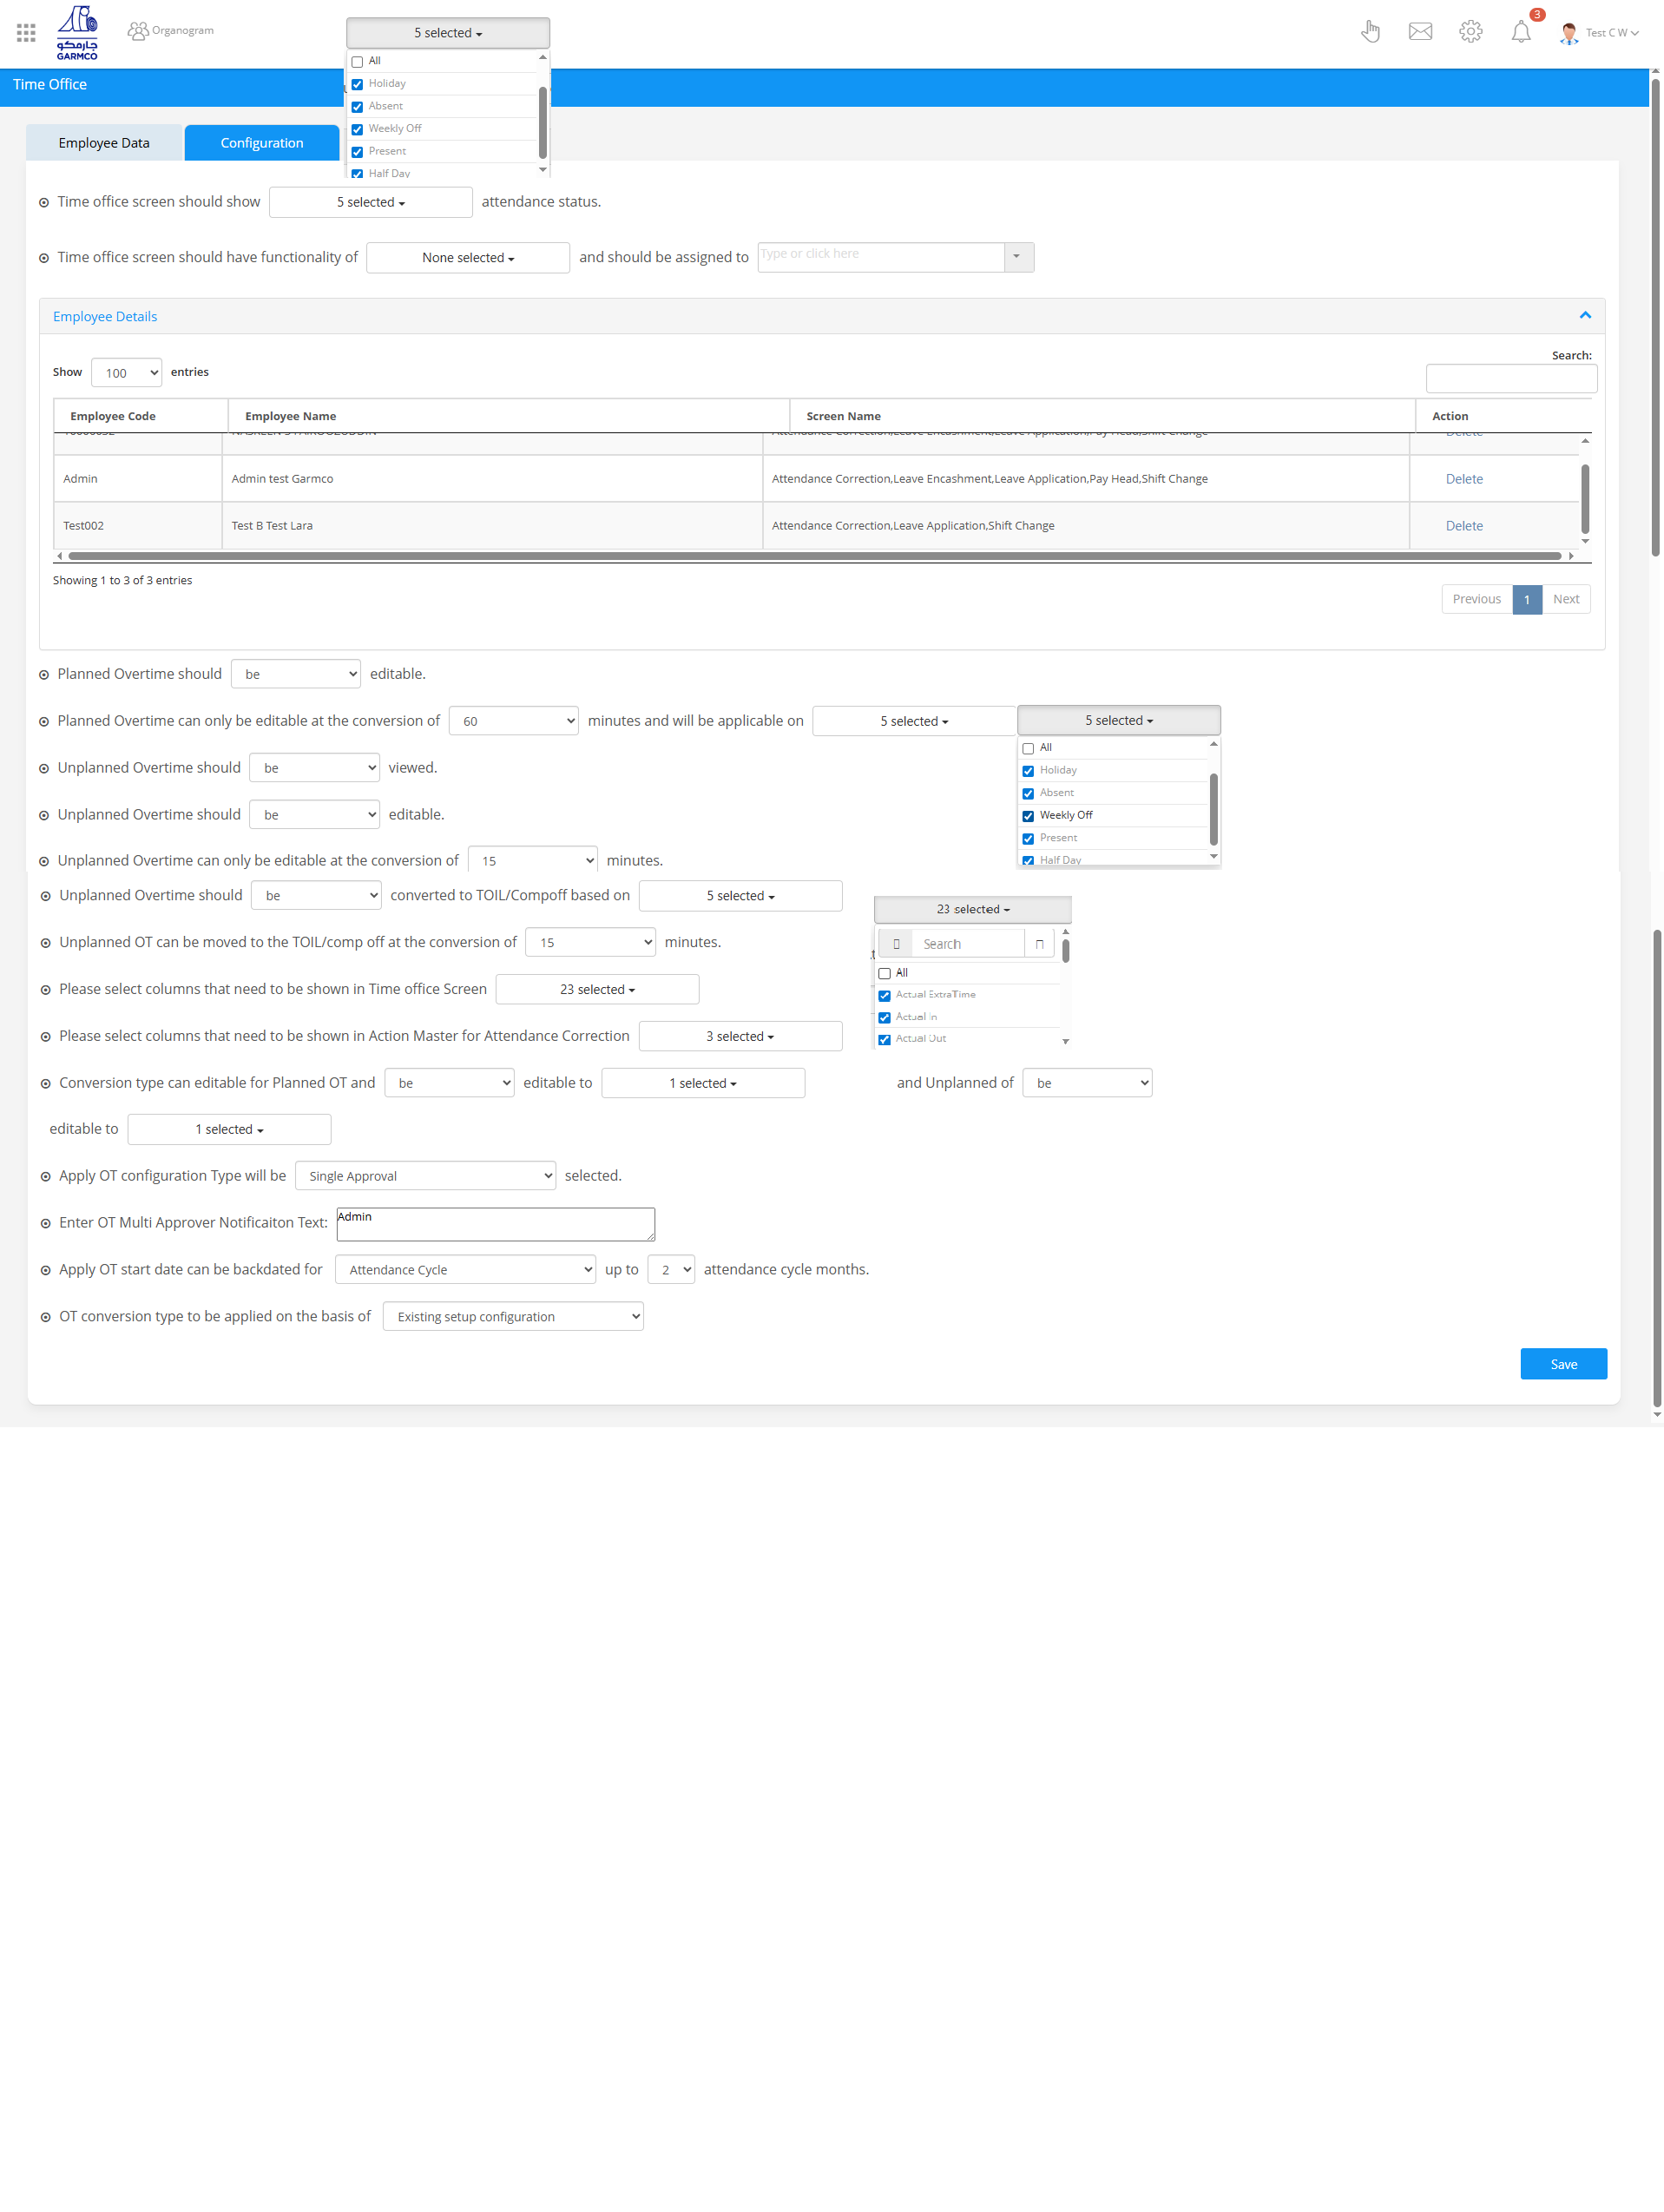 جارمكو
GARMCO
Organogram
5 selected
3
Test C W
All
Holiday
Absent
Weekly Off
Present
Half Day
Time Office
Employee Data
Configuration
Time office screen should show 5 selected attendance status.
Time office screen should have functionality of None selected and should be assigned to Type or click here
Employee Details
Show 100 entries
Search:
Employee Code Employee Name Screen Name Action
Attendance Correction,Leave Encashment,Leave Application,Pay Head,Shift Change Delete
Admin Admin test Garmco Attendance Correction,Leave Encashment,Leave Application,Pay Head,Shift Change Delete
Test002 Test B Test Lara Attendance Correction,Leave Application,Shift Change Delete
Showing 1 to 3 of 3 entries
Previous 1 Next
Planned Overtime should be editable.
Planned Overtime can only be editable at the conversion of 60 minutes and will be applicable on 5 selected
5 selected
All
Holiday
Absent
Weekly Off
Present
Half Day
Unplanned Overtime should be viewed.
Unplanned Overtime should be editable.
Unplanned Overtime can only be editable at the conversion of 15 minutes.
Unplanned Overtime should be converted to TOIL/Compoff based on 5 selected
23 selected
Search
All
Actual ExtraTime
Actual In
Actual Out
Unplanned OT can be moved to the TOIL/comp off at the conversion of 15 minutes.
Please select columns that need to be shown in Time office Screen 23 selected
Please select columns that need to be shown in Action Master for Attendance Correction 3 selected
Conversion type can editable for Planned OT and be editable to 1 selected and Unplanned of be
editable to 1 selected
Apply OT configuration Type will be Single Approval selected.
Enter OT Multi Approver Notificaiton Text: Admin
Apply OT start date can be backdated for Attendance Cycle up to 2 attendance cycle months.
OT conversion type to be applied on the basis of Existing setup configuration
Save